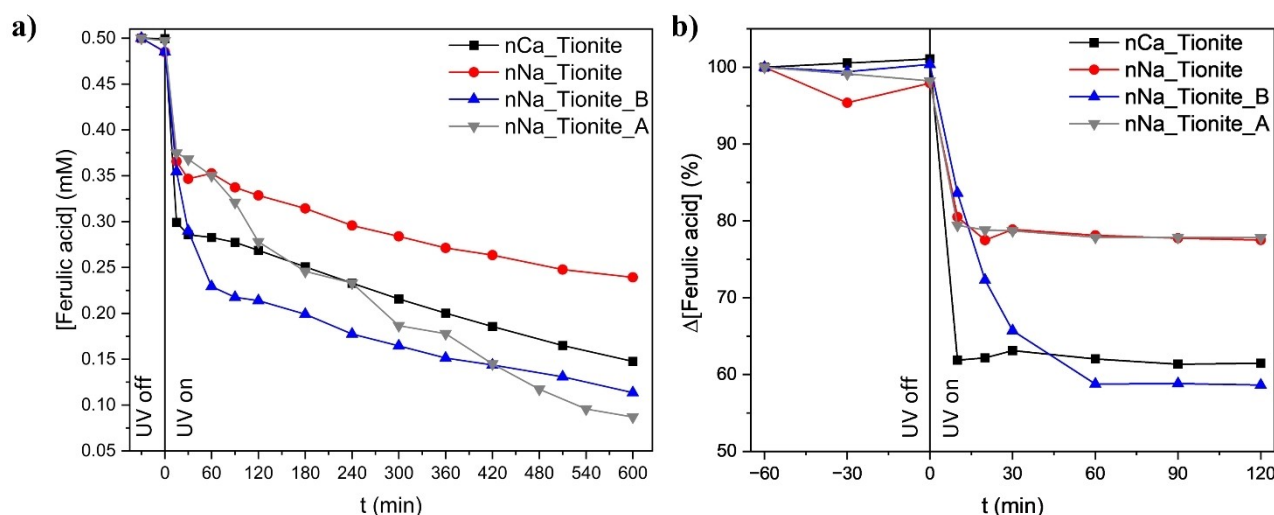 a)
[Ferulic acid] (mM)
0.50
0.45
0.40
0.35
0.30
0.25
0.20
0.15
0.10
0.05
nCa_Tionite
nNa_Tionite
nNa_Tionite_B
nNa_Tionite_A
UV off
UV on
0 60 120 180 240 300 360 420 480 540 600
t (min)
b)
Δ[Ferulic acid] (%)
100
90
80
70
60
50
nCa_Tionite
nNa_Tionite
nNa_Tionite_B
nNa_Tionite_A
UV off
UV on
−60 −30 0 30 60 90 120
t (min)